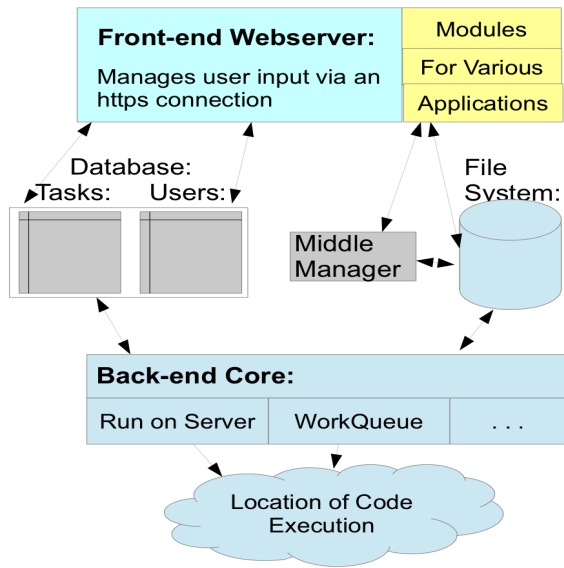 Front-end Webserver:
Manages user input via an
https connection
Modules
For Various
Applications
Database:
Tasks: Users:
File
System:
Middle
Manager
Back-end Core:
Run on Server
WorkQueue
. . .
Location of Code
Execution